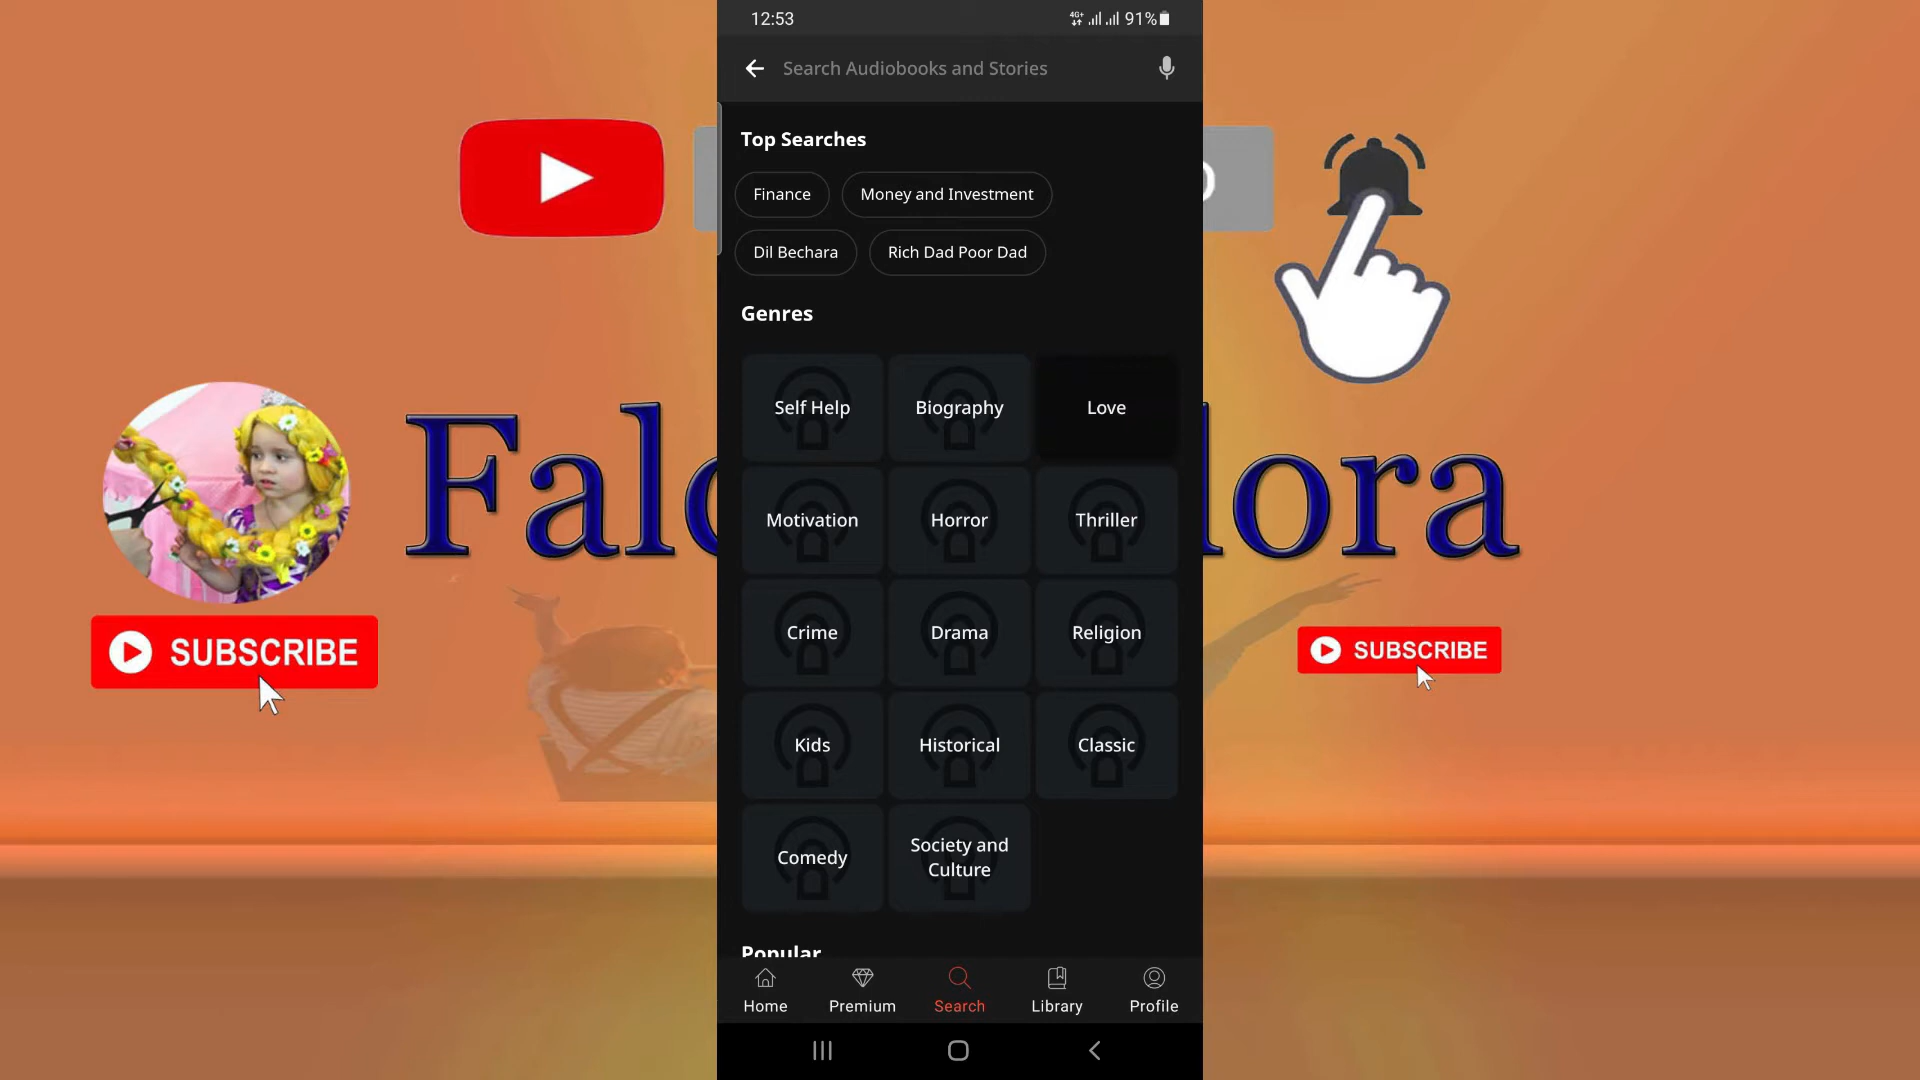 12:53
4G+ 91%
Search Audiobooks and Stories
Top Searches
Finance
Money and Investment
Dil Bechara
Rich Dad Poor Dad
Genres
Self Help
Biography
Love
Motivation
Horror
Thriller
Crime
Drama
Religion
Kids
Historical
Classic
Comedy
Society and
Culture
Popular
Home
Premium
Search
Library
Profile
SUBSCRIBE
SUBSCRIBE